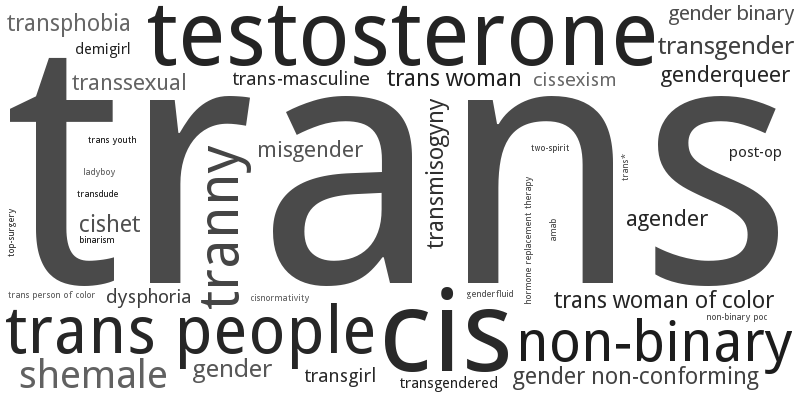 transphobia
testosterone
gender binary
demigirl
transgender
transsexual
trans-masculine
trans woman
cissexism
genderqueer
trans
trans youth
tranny
misgender
transmisogyny
two-spirit
trans*
post-op
ladyboy
transdude
hormone replacement therapy
top-surgery
cishet
amab
agender
binarism
trans person of color
dysphoria
cisnormativity
genderfluid
trans woman of color
trans people
cis
non-binary poc
non-binary
shemale
gender
transgirl
transgendered
gender non-conforming